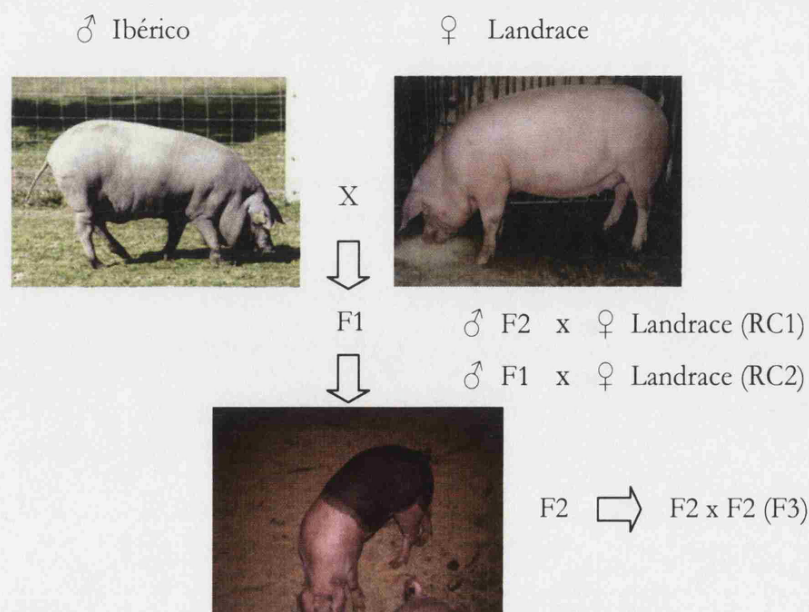 ♂ Ibérico ♀ Landrace
X
F1 ♂ F2 x ♀ Landrace (RC1)
♂ F1 x ♀ Landrace (RC2)
F2 F2 x F2 (F3)